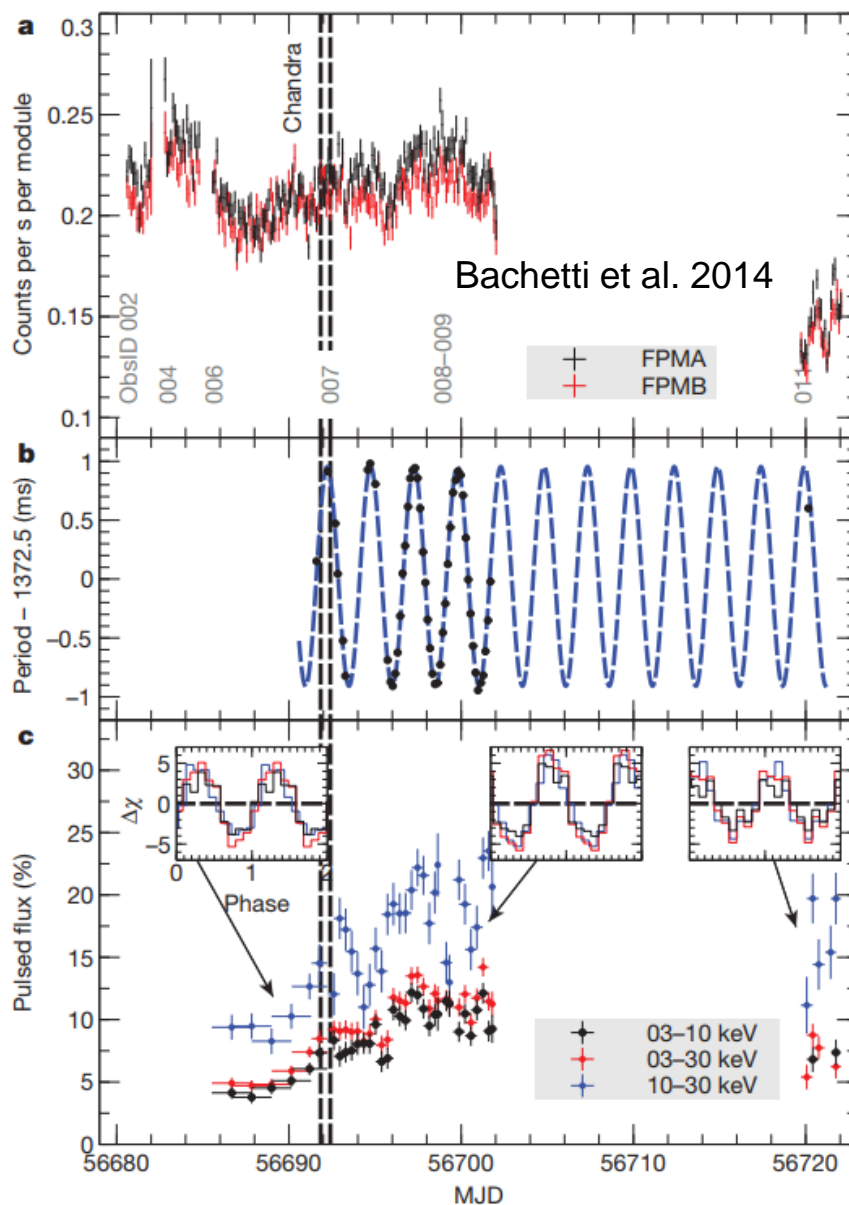 a
0.3
0.25
0.2
0.15
0.1
Counts per s per module
Chandra
Bachetti et al. 2014
ObsID 002
004
006
007
008–009
011
FPMA
FPMB
b
1
0.5
0
−0.5
−1
Period – 1372.5 (ms)
c
30
25
20
15
10
5
0
Pulsed flux (%)
5
0
−5
Δχ
0
1
2
Phase
03–10 keV
03–30 keV
10–30 keV
56680
56690
56700
56710
56720
MJD